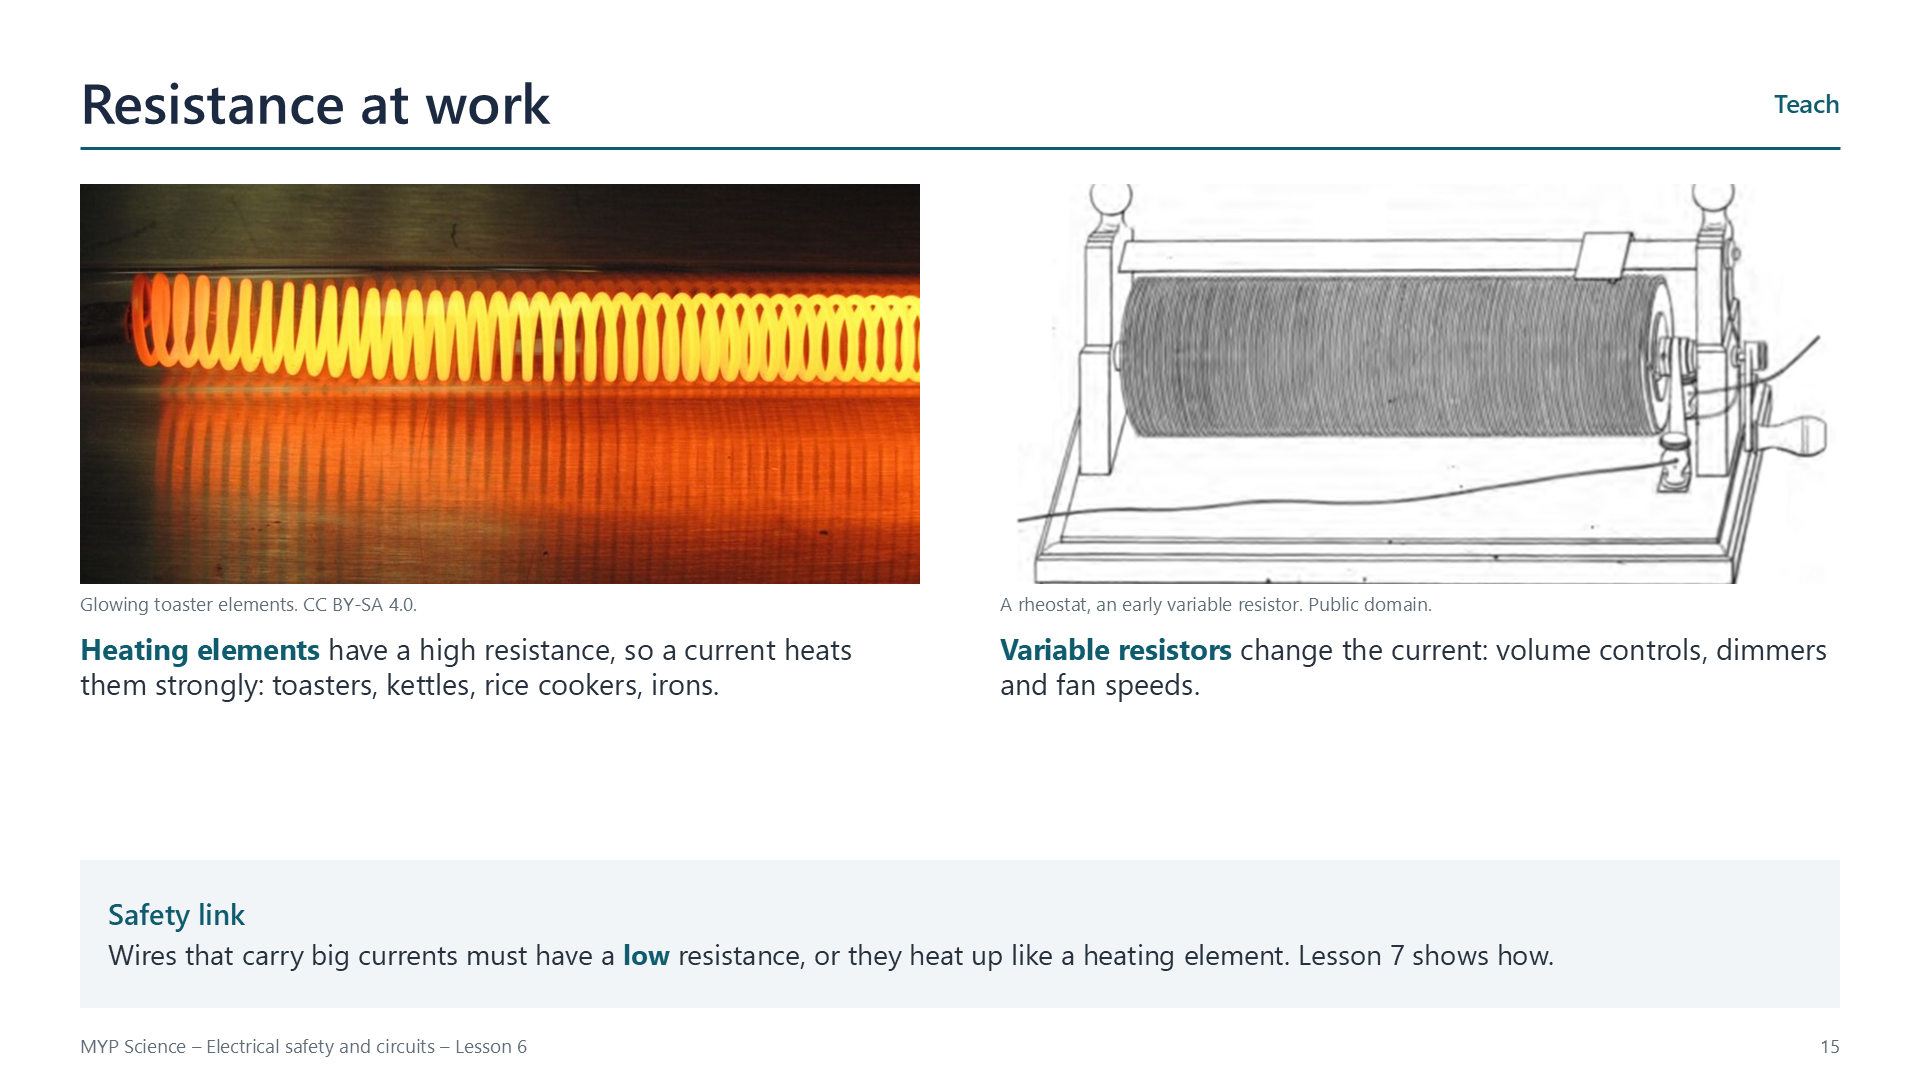 Resistance at work
Teach
Glowing toaster elements. CC BY-SA 4.0.
Heating elements have a high resistance, so a current heats
them strongly: toasters, kettles, rice cookers, irons.
A rheostat, an early variable resistor. Public domain.
Variable resistors change the current: volume controls, dimmers
and fan speeds.
Safety link
Wires that carry big currents must have a low resistance, or they heat up like a heating element. Lesson 7 shows how.
MYP Science – Electrical safety and circuits – Lesson 6
15